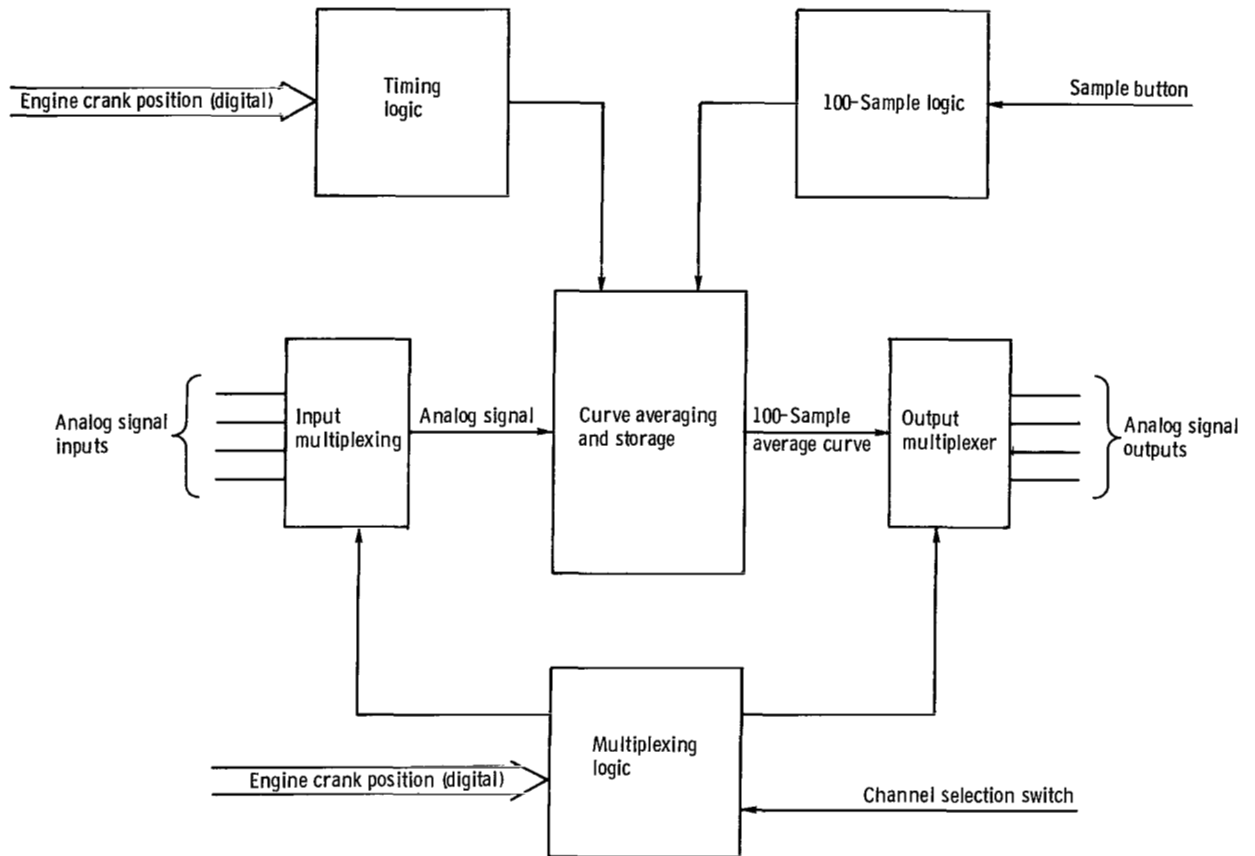 Engine crank position (digital)
Timing
logic
100-Sample logic
Sample button
Analog signal
inputs
Input
multiplexing
Analog signal
Curve averaging
and storage
100-Sample
average curve
Output
multiplexer
Analog signal
outputs
Engine crank position (digital)
Multiplexing
logic
Channel selection switch